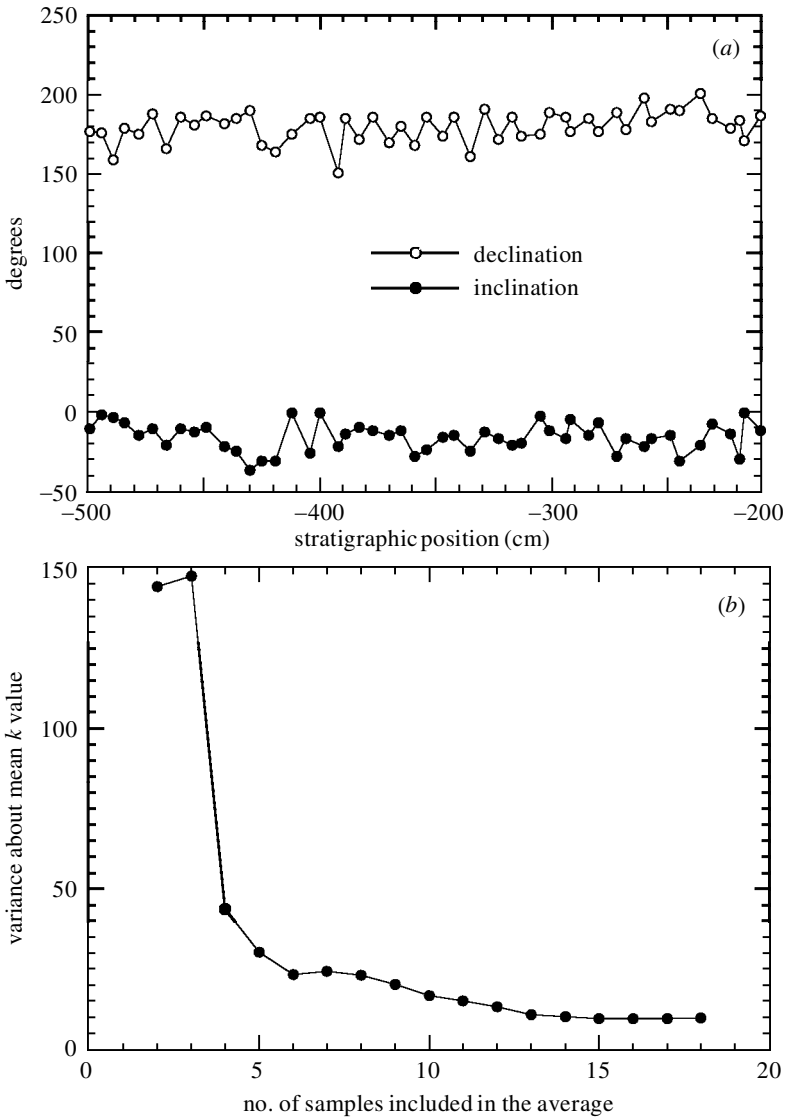 250
(a)
200
150
100
50
0
–50
degrees
declination
inclination
–500
–400
–300
–200
stratigraphic position (cm)
150
(b)
100
50
0
variance about mean k value
0
5
10
15
20
no. of samples included in the average